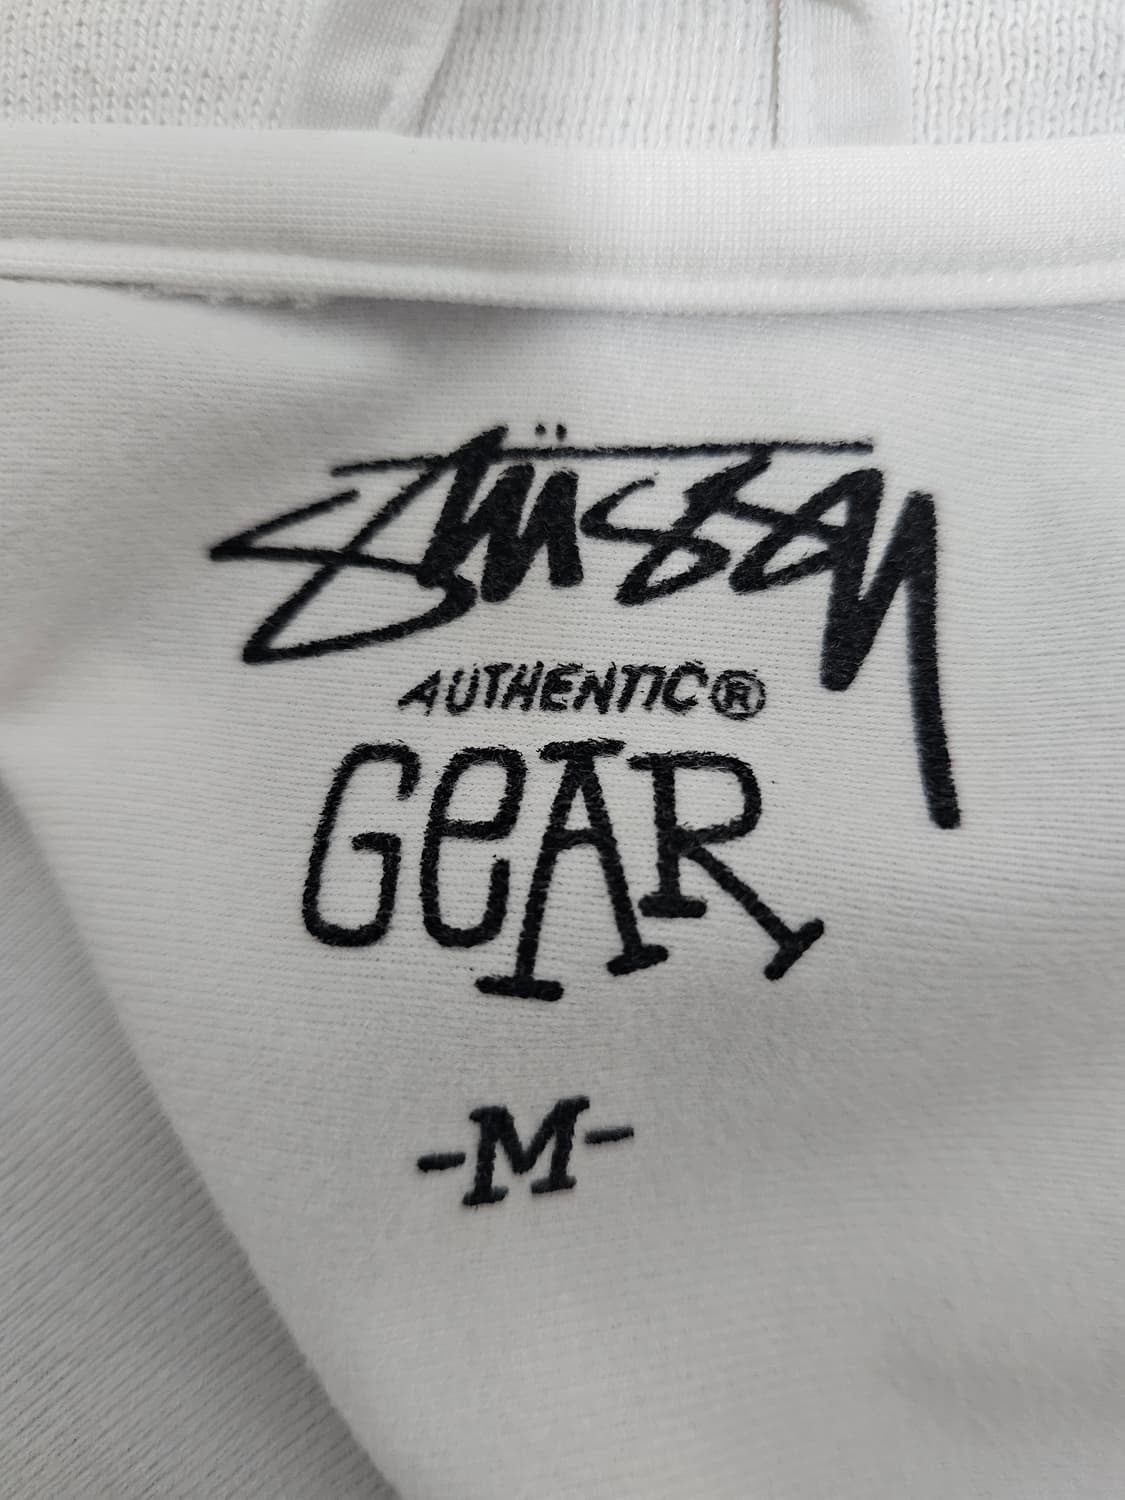 Stüssy
AUTHENTIC®
GeAR
-M-